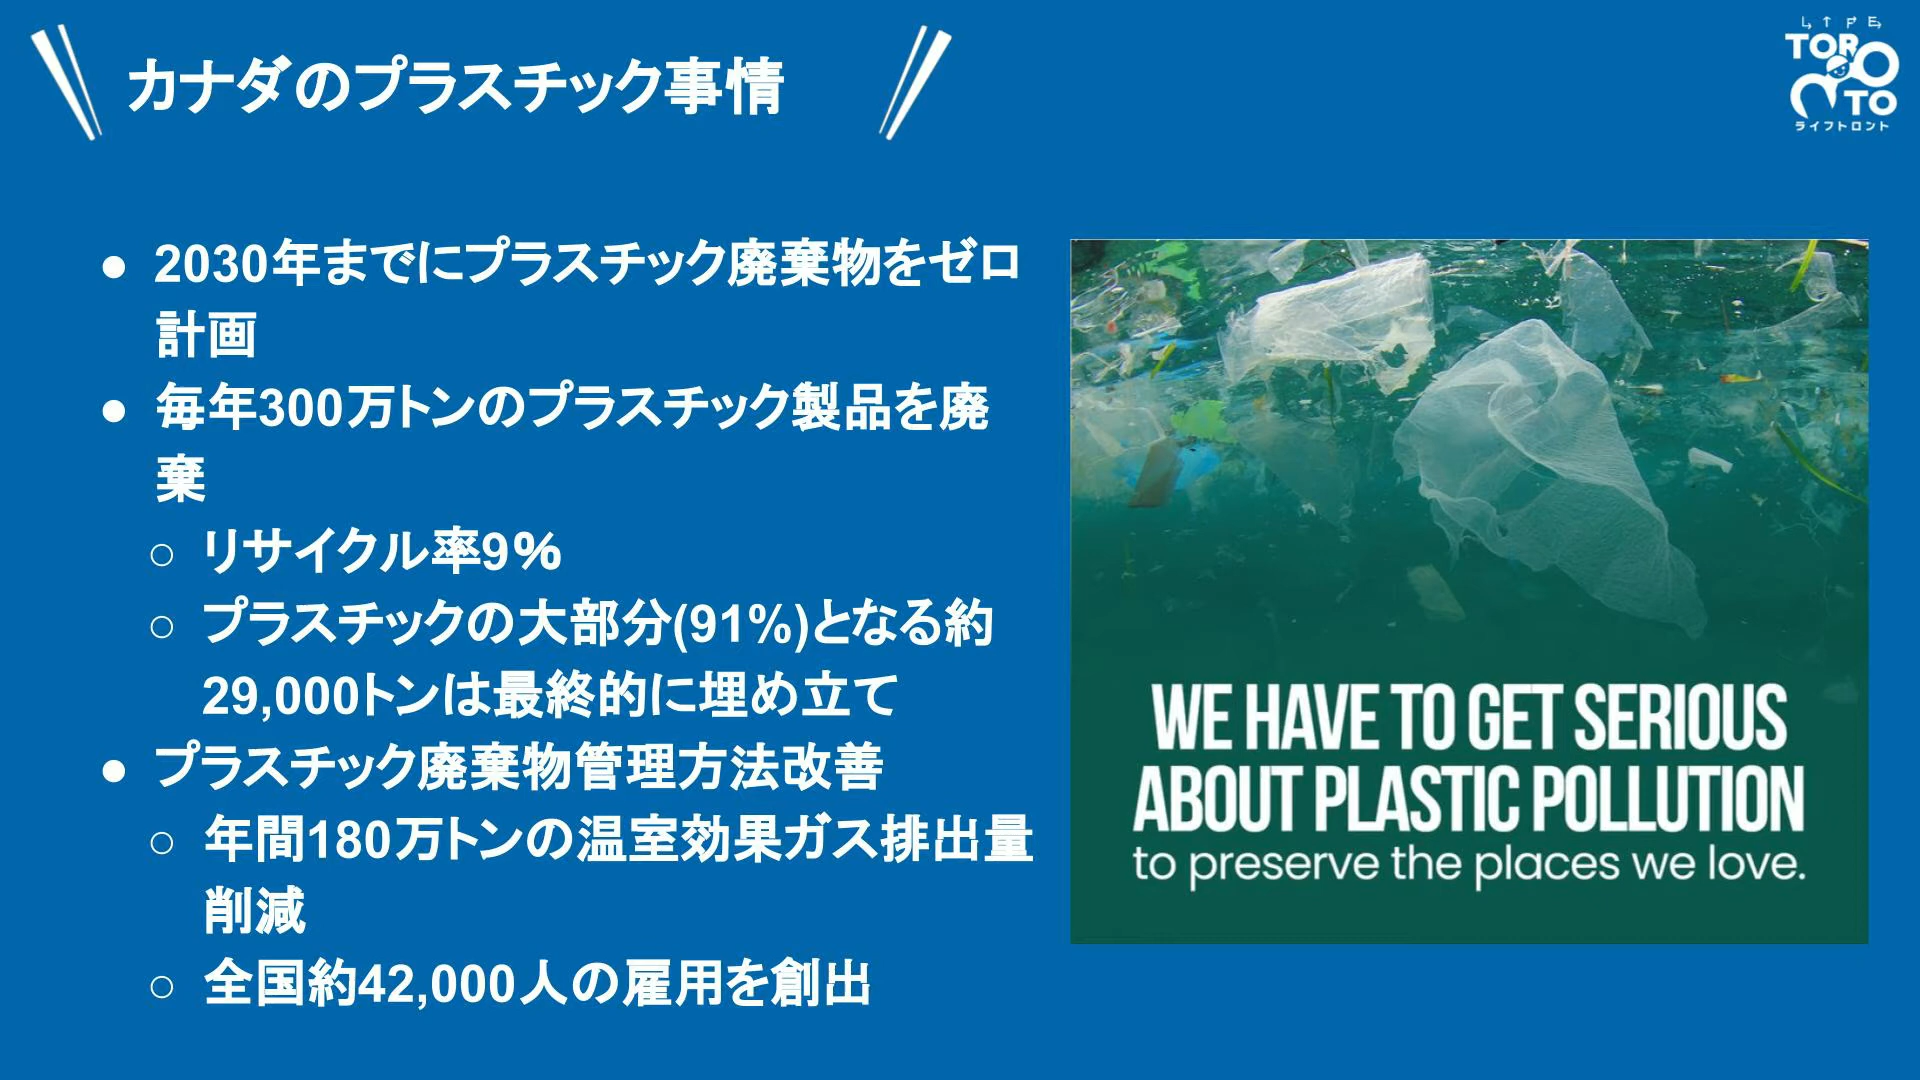 カナダのプラスチック事情
LIFE
TORO
TO
ライフトロント
● 2030年までにプラスチック廃棄物をゼロ
計画
● 毎年300万トンのプラスチック製品を廃
棄
○ リサイクル率9%
○ プラスチックの大部分(91%)となる約
29,000トンは最終的に埋め立て
● プラスチック廃棄物管理方法改善
○ 年間180万トンの温室効果ガス排出量
削減
○ 全国約42,000人の雇用を創出
WE HAVE TO GET SERIOUS
ABOUT PLASTIC POLLUTION
to preserve the places we love.